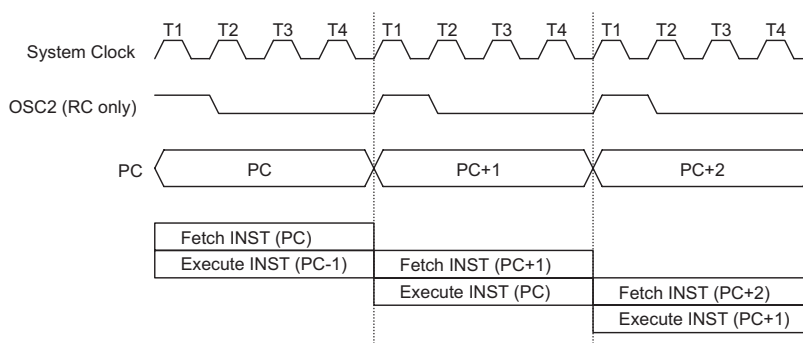 T1 T2 T3 T4 T1 T2 T3 T4 T1 T2 T3 T4
System Clock
OSC2 (RC only)
PC PC PC+1 PC+2
Fetch INST (PC)
Execute INST (PC-1) Fetch INST (PC+1)
Execute INST (PC) Fetch INST (PC+2)
Execute INST (PC+1)